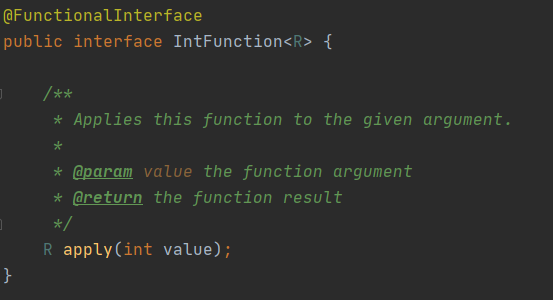 @FunctionalInterface
public interface IntFunction<R> {
/**
* Applies this function to the given argument.
*
* @param value the function argument
* @return the function result
*/
R apply(int value);
}